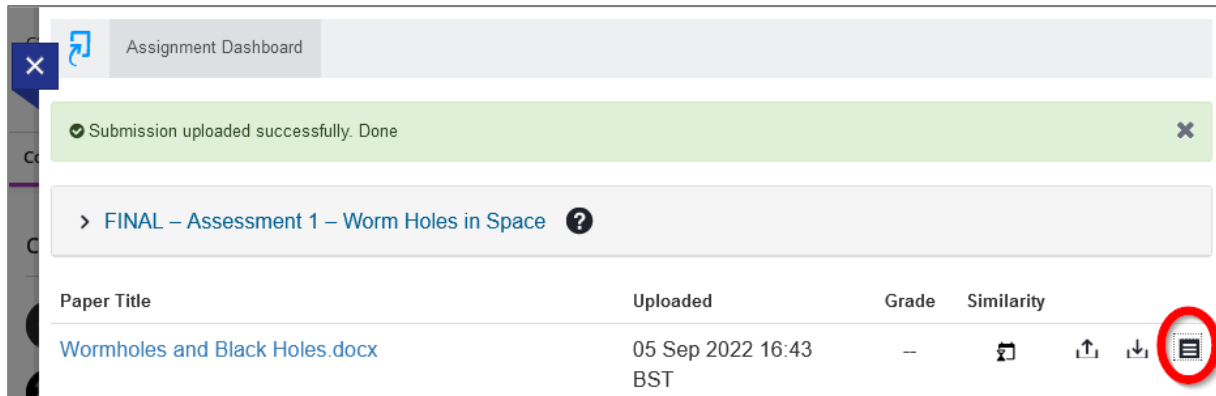 Assignment Dashboard
Submission uploaded successfully. Done
FINAL – Assessment 1 – Worm Holes in Space
Paper Title Uploaded Grade Similarity
Wormholes and Black Holes.docx 05 Sep 2022 16:43 --
BST